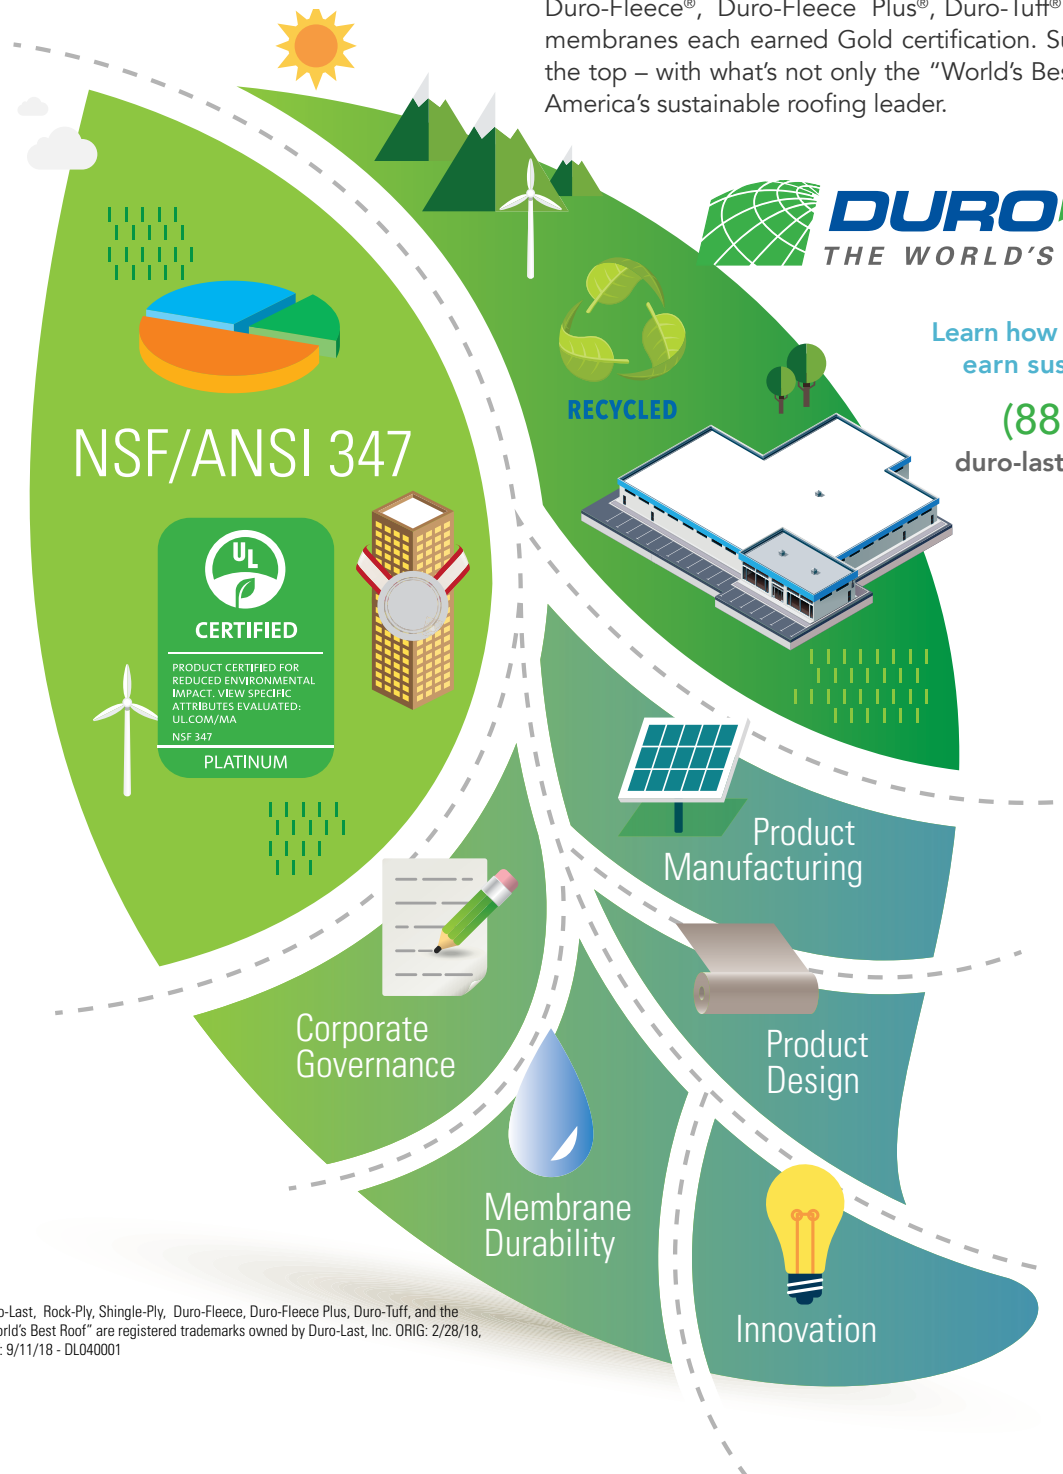 Duro-Fleece®, Duro-Fleece Plus®, Duro-Tuff®
membranes each earned Gold certification. Su
the top – with what's not only the "World's Bes
America's sustainable roofing leader.
DURO
THE WORLD'S
Learn how
earn sus
(88
duro-last
RECYCLED
NSF/ANSI 347
UL
CERTIFIED
PRODUCT CERTIFIED FOR
REDUCED ENVIRONMENTAL
IMPACT. VIEW SPECIFIC
ATTRIBUTES EVALUATED:
UL.COM/MA
NSF 347
PLATINUM
Product
Manufacturing
Corporate
Governance
Product
Design
Membrane
Durability
Innovation
o-Last, Rock-Ply, Shingle-Ply, Duro-Fleece, Duro-Fleece Plus, Duro-Tuff, and the
orld's Best Roof" are registered trademarks owned by Duro-Last, Inc. ORIG: 2/28/18,
: 9/11/18 - DL040001